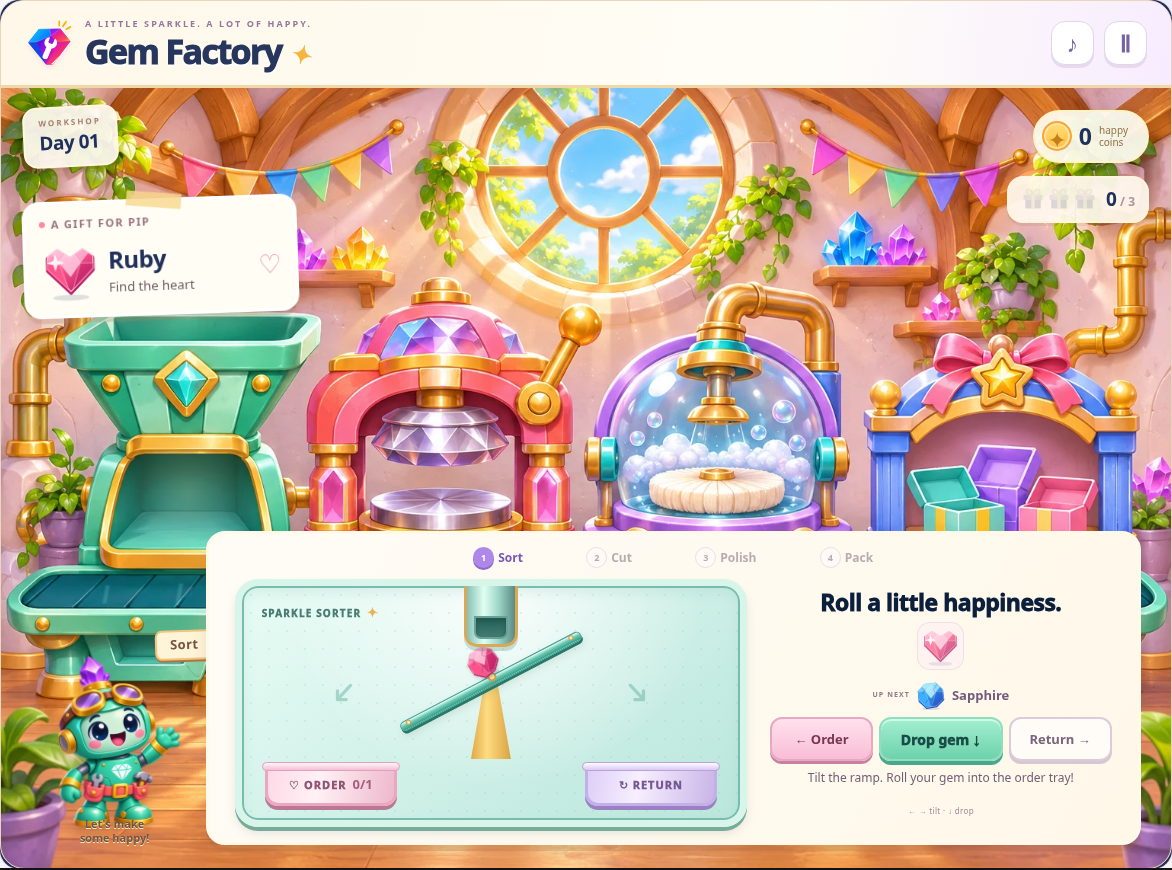 A LITTLE SPARKLE. A LOT OF HAPPY.
Gem Factory
WORKSHOP
Day 01
0 happy coins
0 / 3
A GIFT FOR PIP
Ruby
Find the heart
1 Sort
2 Cut
3 Polish
4 Pack
SPARKLE SORTER
♡ ORDER 0/1
↻ RETURN
Roll a little happiness.
UP NEXT Sapphire
← Order
Drop gem ↓
Return →
Tilt the ramp. Roll your gem into the order tray!
← → tilt · ↓ drop
Sort
Let's make
some happy!